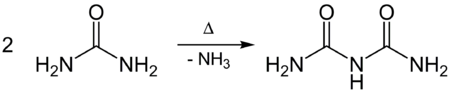 O Δ O O
2 H₂N NH₂ - NH₃ H₂N N NH₂
H